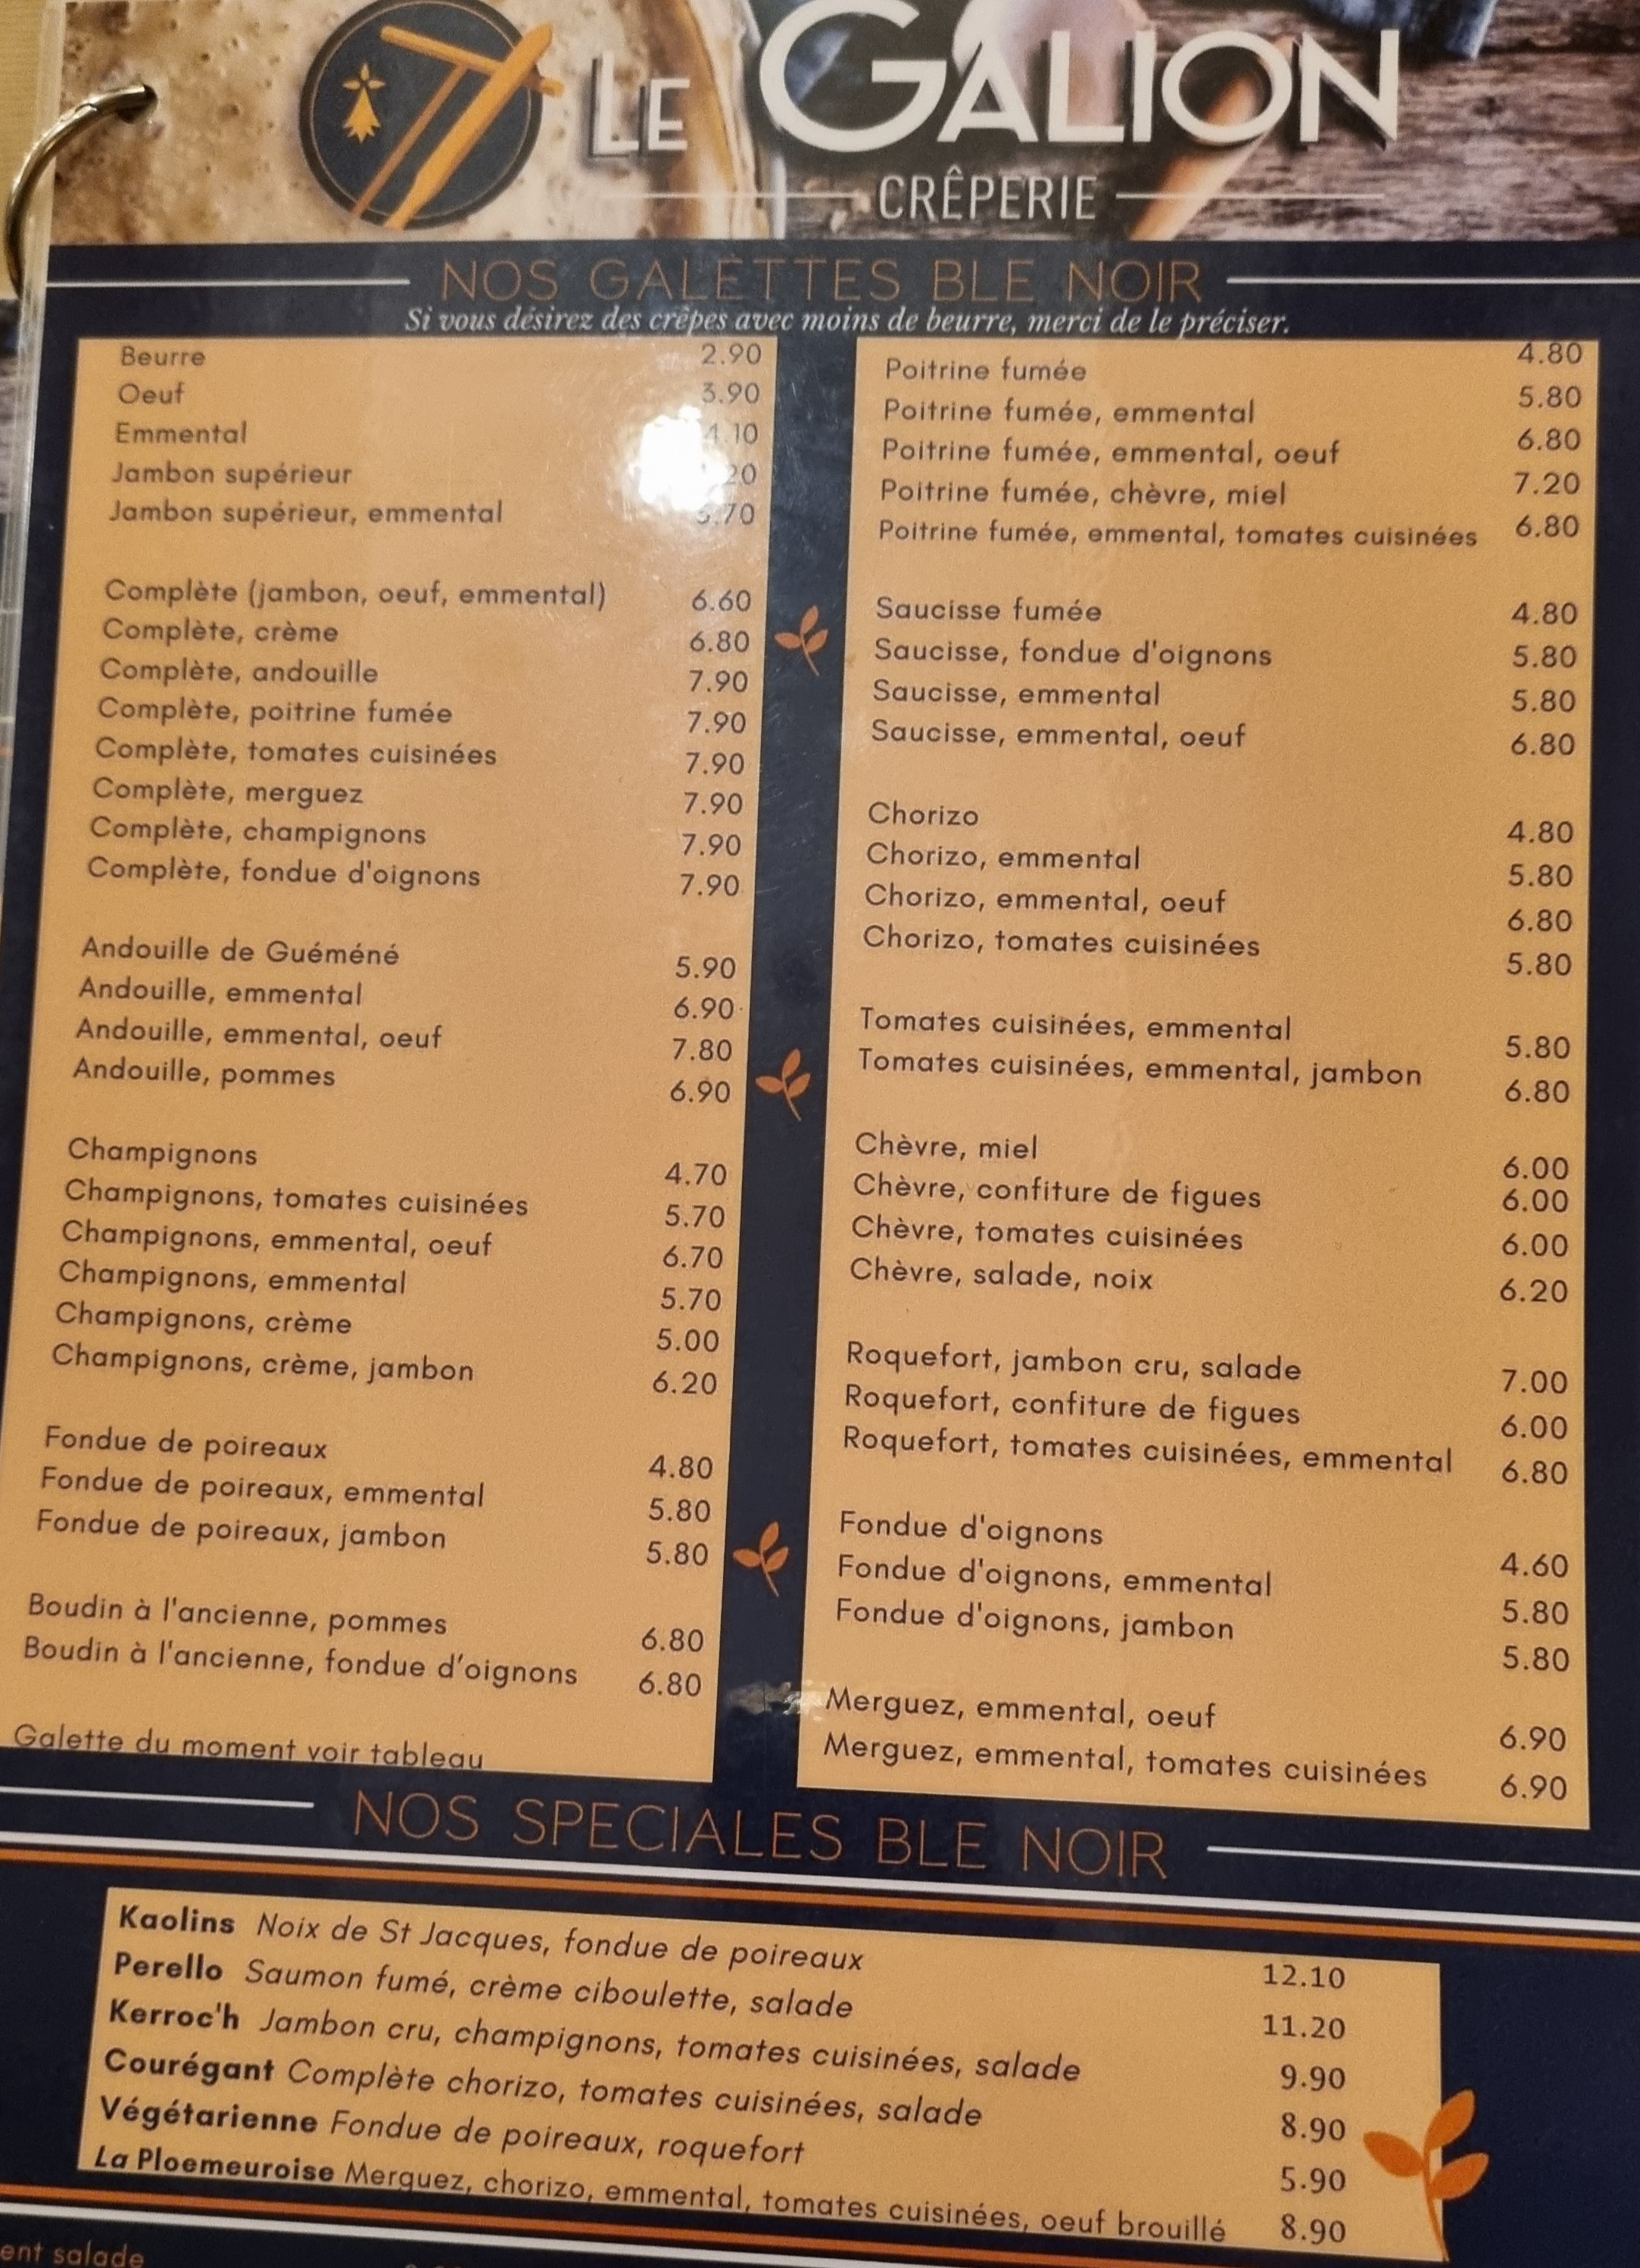 LE GALION
CRÊPERIE
NOS GALETTES BLE NOIR
Si vous désirez des crêpes avec moins de beurre, merci de le préciser.
Beurre 2.90
Oeuf 3.90
Emmental 4.10
Jambon supérieur
Jambon supérieur, emmental
Complète (jambon, oeuf, emmental) 6.60
Complète, crème 6.80
Complète, andouille 7.90
Complète, poitrine fumée 7.90
Complète, tomates cuisinées 7.90
Complète, merguez 7.90
Complète, champignons 7.90
Complète, fondue d'oignons 7.90
Andouille de Guéméné 5.90
Andouille, emmental 6.90
Andouille, emmental, oeuf 7.80
Andouille, pommes 6.90
Champignons 4.70
Champignons, tomates cuisinées 5.70
Champignons, emmental, oeuf 6.70
Champignons, emmental 5.70
Champignons, crème 5.00
Champignons, crème, jambon 6.20
Fondue de poireaux 4.80
Fondue de poireaux, emmental 5.80
Fondue de poireaux, jambon 5.80
Boudin à l'ancienne, pommes 6.80
Boudin à l'ancienne, fondue d'oignons 6.80
Galette du moment voir tableau
Poitrine fumée 4.80
Poitrine fumée, emmental 5.80
Poitrine fumée, emmental, oeuf 6.80
Poitrine fumée, chèvre, miel 7.20
Poitrine fumée, emmental, tomates cuisinées 6.80
Saucisse fumée 4.80
Saucisse, fondue d'oignons 5.80
Saucisse, emmental 5.80
Saucisse, emmental, oeuf 6.80
Chorizo 4.80
Chorizo, emmental 5.80
Chorizo, emmental, oeuf 6.80
Chorizo, tomates cuisinées 5.80
Tomates cuisinées, emmental 5.80
Tomates cuisinées, emmental, jambon 6.80
Chèvre, miel 6.00
Chèvre, confiture de figues 6.00
Chèvre, tomates cuisinées 6.00
Chèvre, salade, noix 6.20
Roquefort, jambon cru, salade 7.00
Roquefort, confiture de figues 6.00
Roquefort, tomates cuisinées, emmental 6.80
Fondue d'oignons 4.60
Fondue d'oignons, emmental 5.80
Fondue d'oignons, jambon 5.80
Merguez, emmental, oeuf 6.90
Merguez, emmental, tomates cuisinées 6.90
NOS SPECIALES BLE NOIR
Kaolins Noix de St Jacques, fondue de poireaux 12.10
Perello Saumon fumé, crème ciboulette, salade 11.20
Kerroc'h Jambon cru, champignons, tomates cuisinées, salade 9.90
Courégant Complète chorizo, tomates cuisinées, salade 8.90
Végétarienne Fondue de poireaux, roquefort 5.90
La Ploemeuroise Merguez, chorizo, emmental, tomates cuisinées, oeuf brouillé 8.90
salade